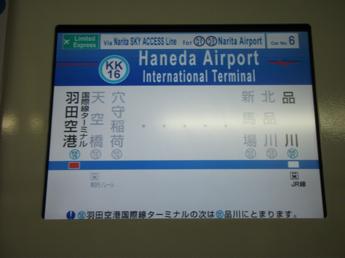 Limited Express
Via Narita SKY ACCESS Line For Narita Airport
Car No. 6
KK
16
Haneda Airport
International Terminal
羽田空港
国際線ターミナル
天空橋
穴守稲荷
新馬場
北品川
品川
JR線
羽田空港国際線ターミナルの次は 品川にとまります。